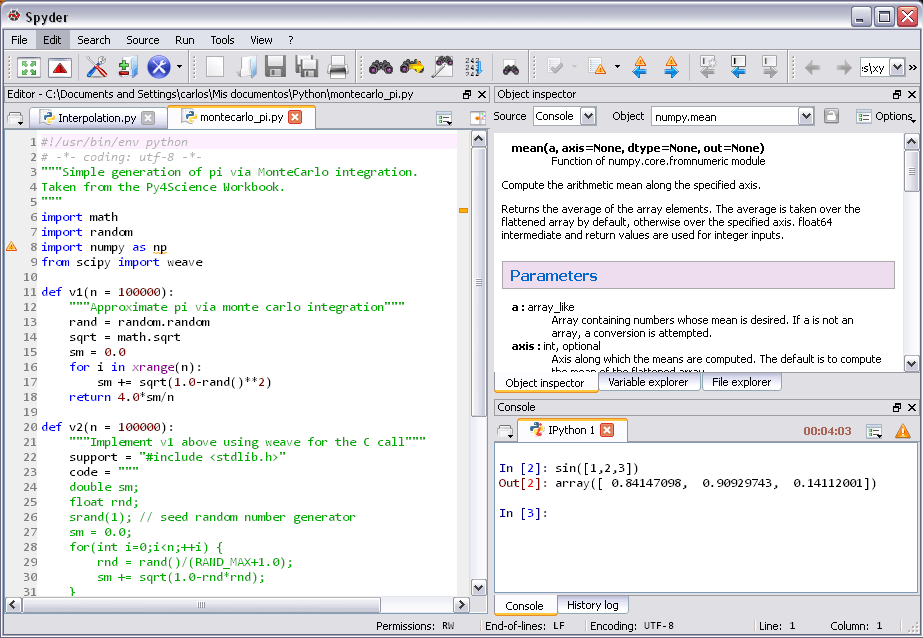 Spyder
File Edit Search Source Run Tools View ?
s\xy
Editor - C:\Documents and Settings\carlos\Mis documentos\Python\montecarlo_pi.py
Interpolation.py montecarlo_pi.py
1 #!/usr/bin/env python
2 # -*- coding: utf-8 -*-
3 """Simple generation of pi via MonteCarlo integration.
4 Taken from the Py4Science Workbook.
5 """
6 import math
7 import random
8 import numpy as np
9 from scipy import weave
10
11 def v1(n = 100000):
12     """Approximate pi via monte carlo integration"""
13     rand = random.random
14     sqrt = math.sqrt
15     sm = 0.0
16     for i in xrange(n):
17         sm += sqrt(1.0-rand()**2)
18     return 4.0*sm/n
19
20 def v2(n = 100000):
21     """Implement v1 above using weave for the C call"""
22     support = "#include <stdlib.h>"
23     code = """
24     double sm;
25     float rnd;
26     srand(1); // seed random number generator
27     sm = 0.0;
28     for(int i=0;i<n;++i) {
29         rnd = rand()/(RAND_MAX+1.0);
30         sm += sqrt(1.0-rnd*rnd);
31     }
Object inspector
Source Console Object numpy.mean Options
mean(a, axis=None, dtype=None, out=None)
Function of numpy.core.fromnumeric module
Compute the arithmetic mean along the specified axis.
Returns the average of the array elements. The average is taken over the
flattened array by default, otherwise over the specified axis. float64
intermediate and return values are used for integer inputs.
Parameters
a : array_like
Array containing numbers whose mean is desired. If a is not an
array, a conversion is attempted.
axis : int, optional
Axis along which the means are computed. The default is to compute
the mean of the flattened array.
Object inspector Variable explorer File explorer
Console
IPython 1 00:04:03
In [2]: sin([1,2,3])
Out[2]: array([ 0.84147098,  0.90929743,  0.14112001])
In [3]:
Console History log
Permissions: RW End-of-lines: LF Encoding: UTF-8 Line: 1 Column: 1